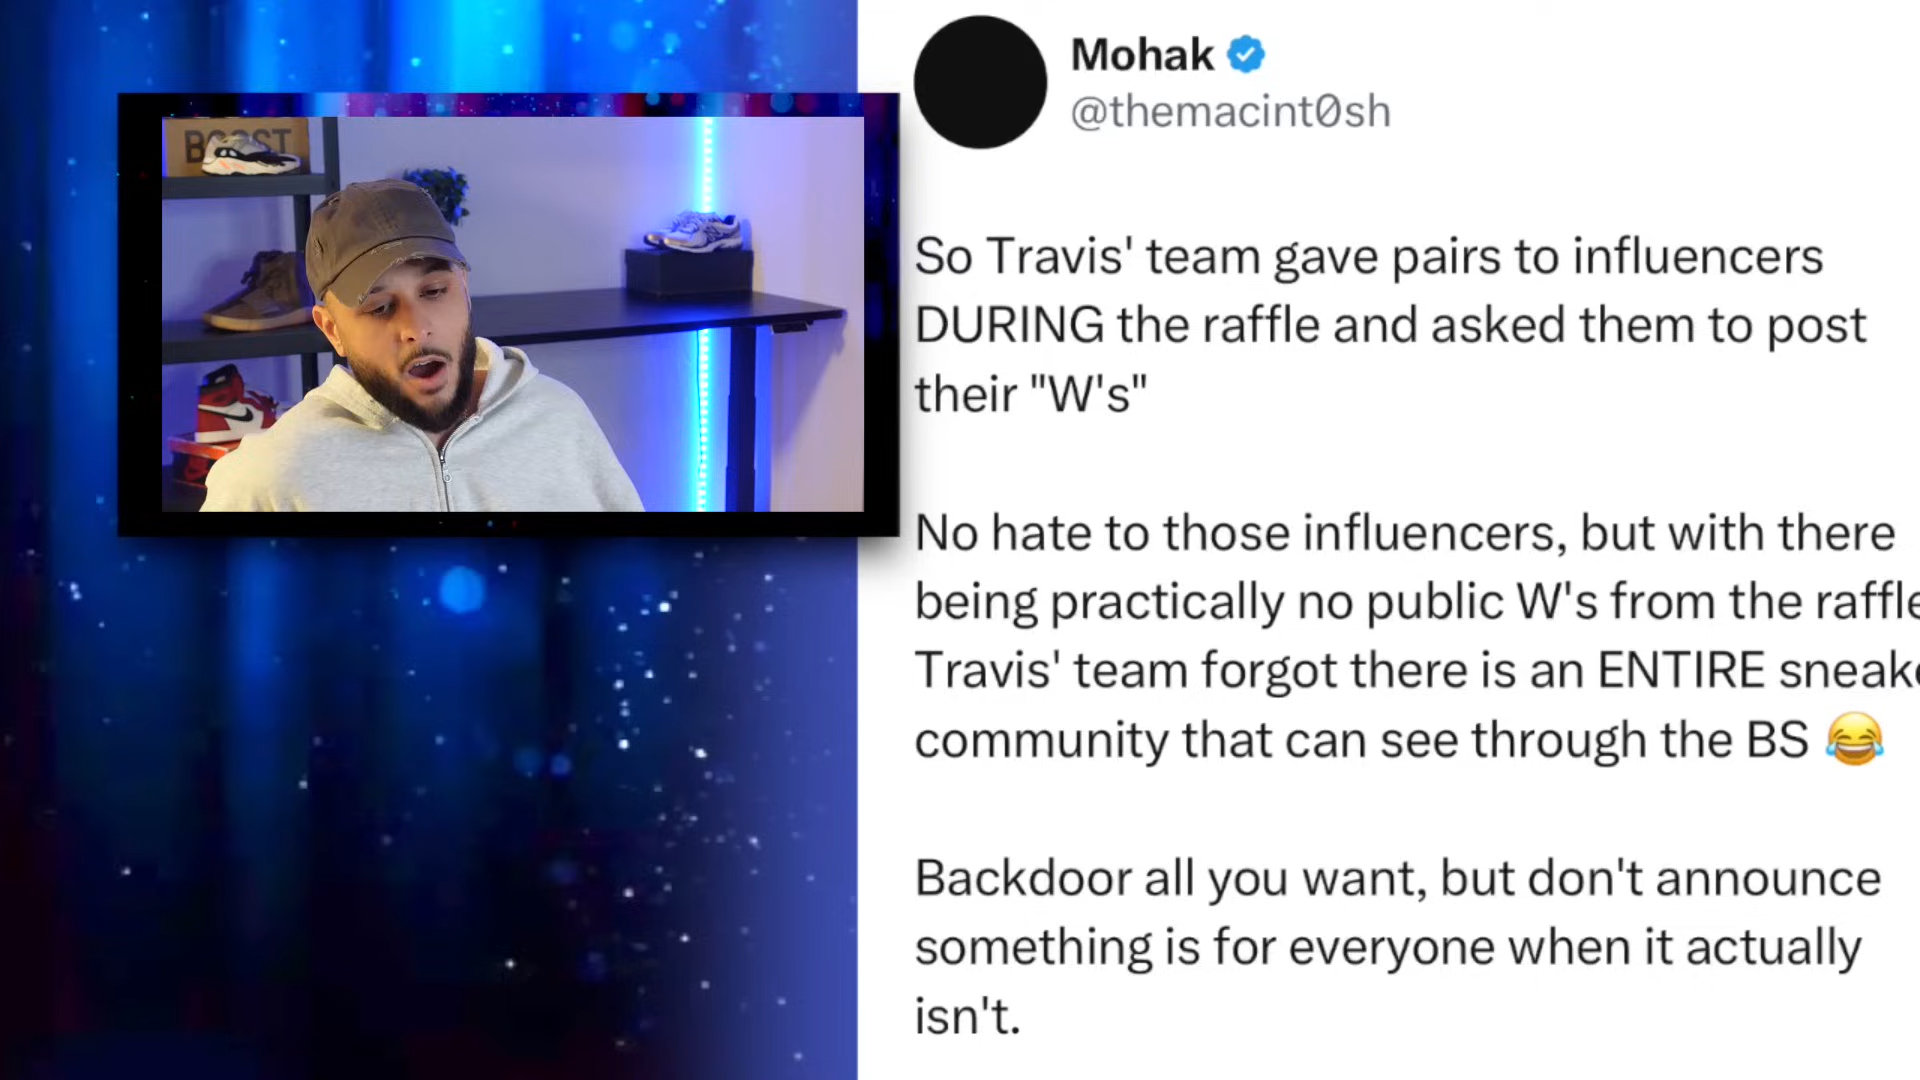 BOOST
Mohak
@themacint0sh
So Travis' team gave pairs to influencers
DURING the raffle and asked them to post
their "W's"
No hate to those influencers, but with there
being practically no public W's from the raffle
Travis' team forgot there is an ENTIRE sneake
community that can see through the BS 😂
Backdoor all you want, but don't announce
something is for everyone when it actually
isn't.